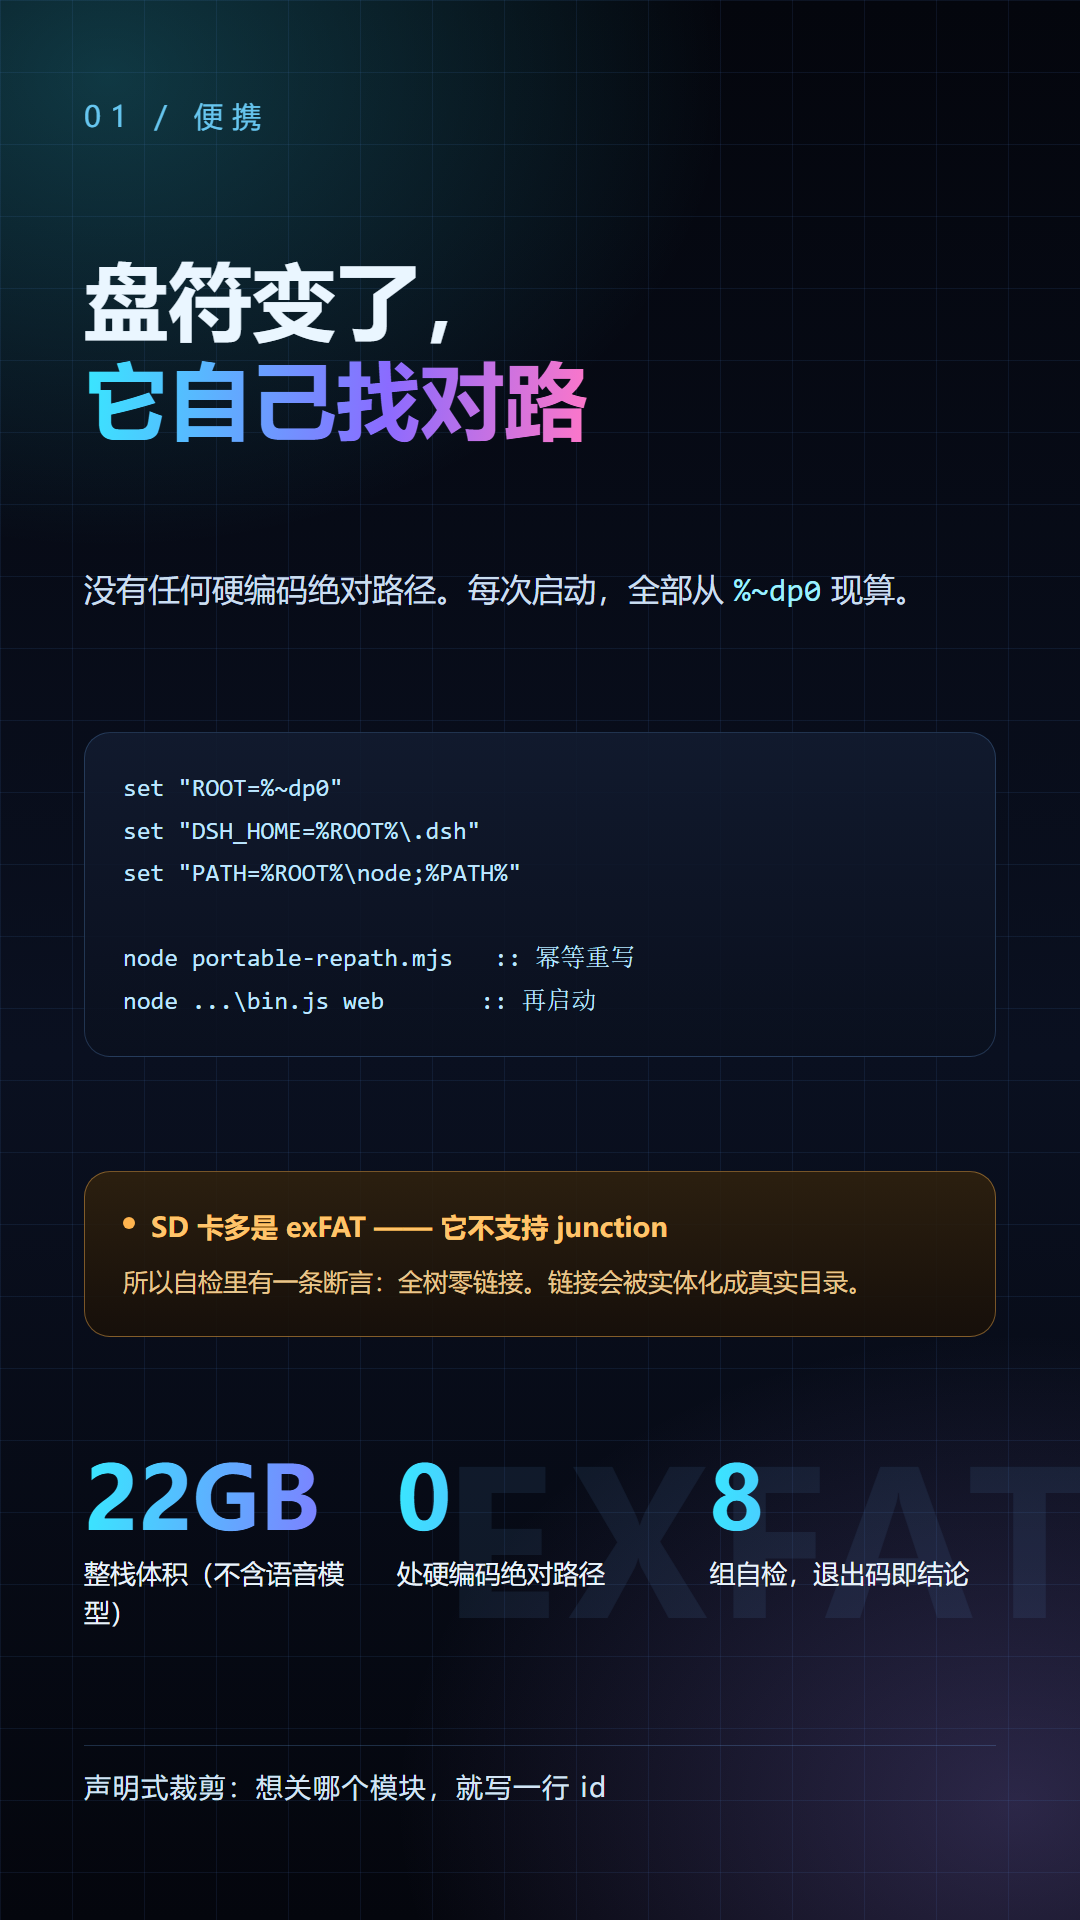 01 / 便携
盘符变了，
它自己找对路
没有任何硬编码绝对路径。每次启动，全部从 %~dp0 现算。
set "ROOT=%~dp0"
set "DSH_HOME=%ROOT%\.dsh"
set "PATH=%ROOT%\node;%PATH%"
node portable-repath.mjs   :: 幂等重写
node ...\bin.js web       :: 再启动
• SD 卡多是 exFAT —— 它不支持 junction
所以自检里有一条断言：全树零链接。链接会被实体化成真实目录。
EXFAT
22GB
整栈体积（不含语音模
型）
0
处硬编码绝对路径
8
组自检，退出码即结论
声明式裁剪：想关哪个模块，就写一行 id